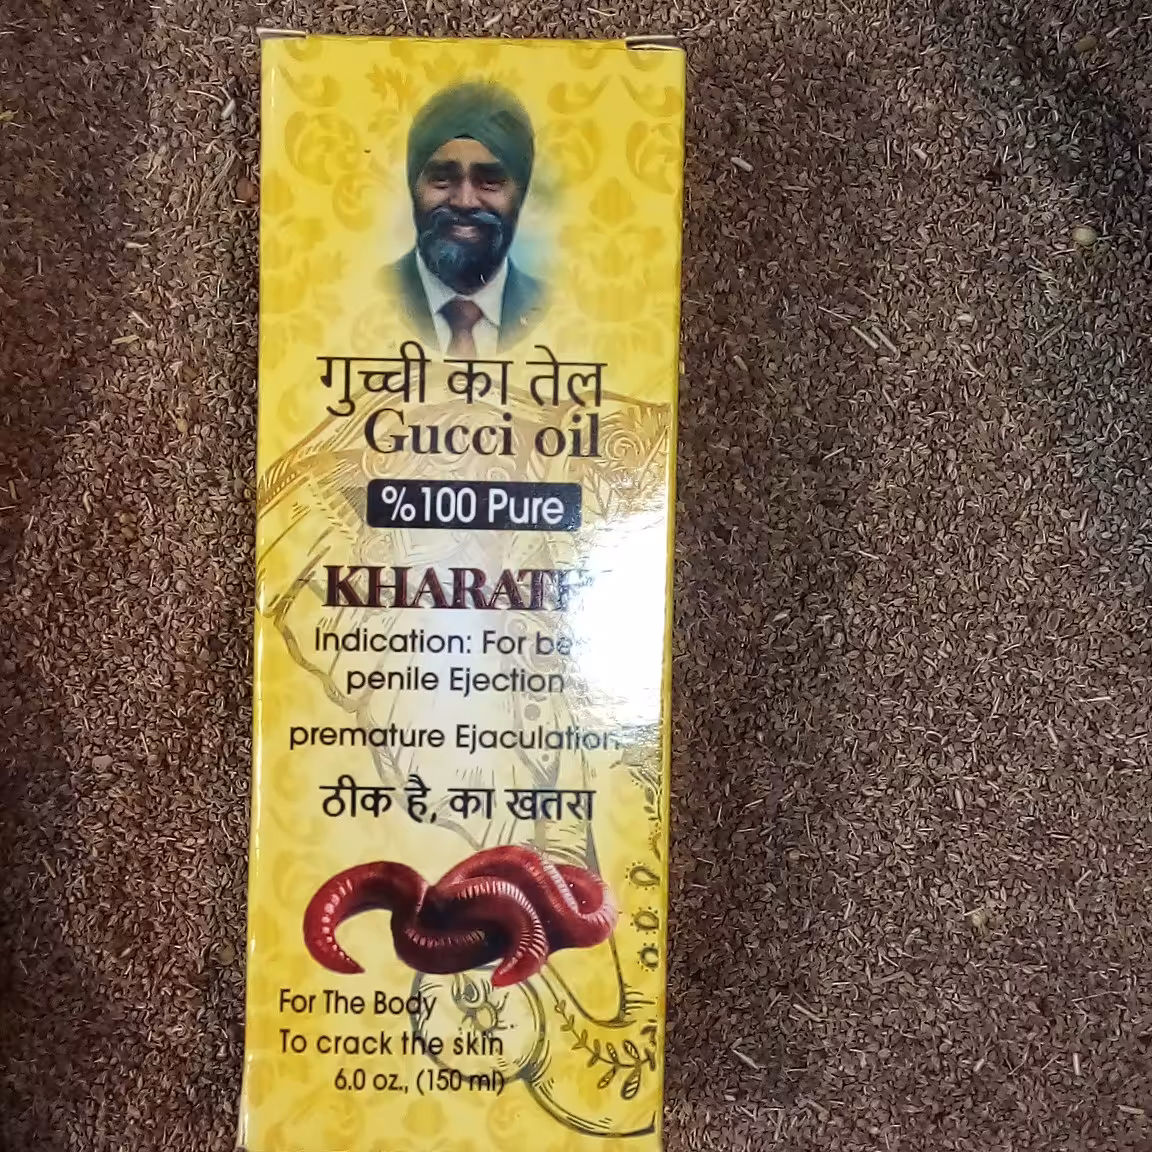 गुच्ची का तेल
Gucci oil
%100 Pure
Indication: For
penile Ejection
premature Ejaculation
ठीक है, का खतरा
For The Body
To crack the skin
6.0 oz., (150 ml)